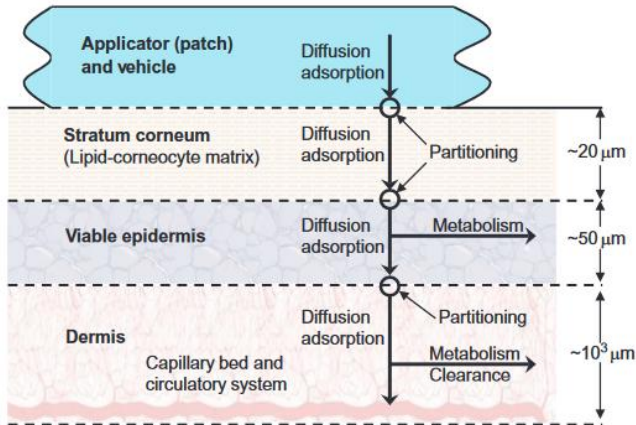 Applicator (patch)
and vehicle
Diffusion
adsorption
Stratum corneum
(Lipid-corneocyte matrix)
Diffusion
adsorption
Partitioning
~20 μm
Viable epidermis
Diffusion
adsorption
Metabolism
~50 μm
Dermis
Diffusion
adsorption
Partitioning
Capillary bed and
circulatory system
Metabolism
Clearance
~10³ μm